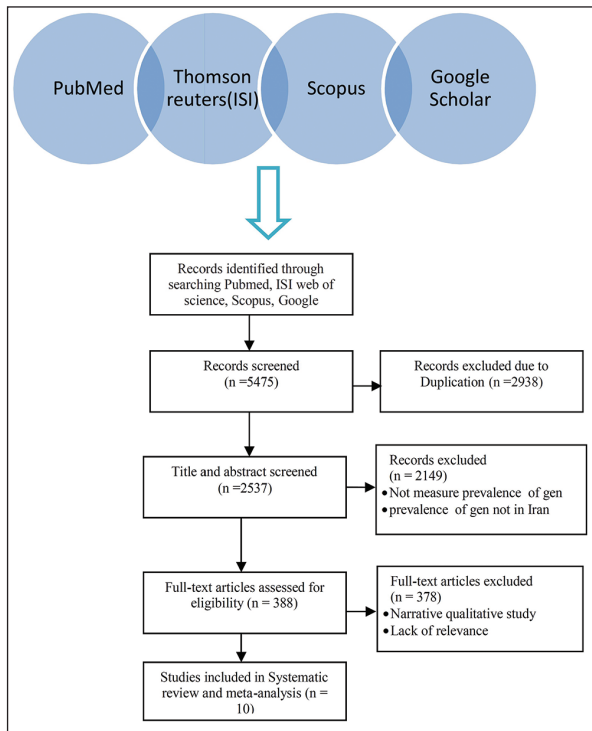 PubMed
Thomson
reuters(ISI)
Scopus
Google
Scholar
Records identified through
searching Pubmed, ISI web of
science, Scopus, Google
Records screened
(n =5475)
Records excluded due to
Duplication (n =2938)
Title and abstract screened
(n =2537)
Records excluded
(n = 2149)
•Not measure prevalence of gen
•prevalence of gen not in Iran
Full-text articles assessed for
eligibility (n = 388)
Full-text articles excluded
(n = 378)
•Narrative qualitative study
•Lack of relevance
Studies included in Systematic
review and meta-analysis (n =
10)